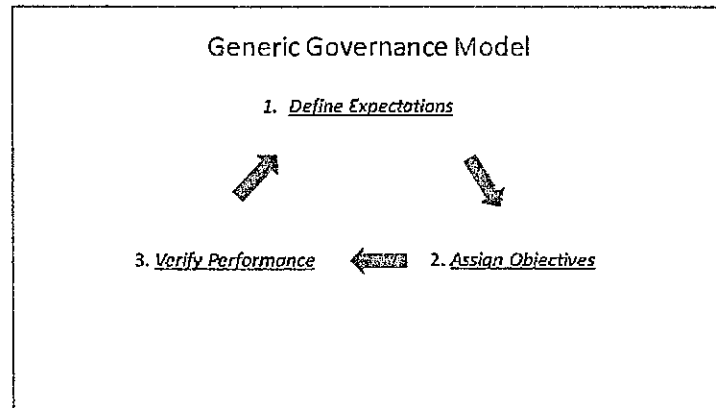 Generic Governance Model
1. Define Expectations
3. Verify Performance
2. Assign Objectives